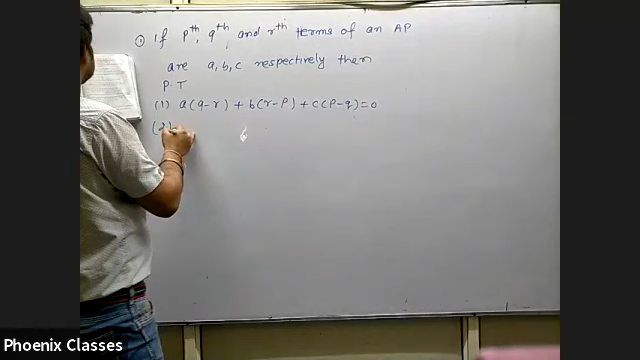 ① If pth, qth, and rth terms of an AP
are a,b,c respectively then
P.T
(1) a(q-r) + b(r-p) + c(p-q)=0
(2)
Phoenix Classes